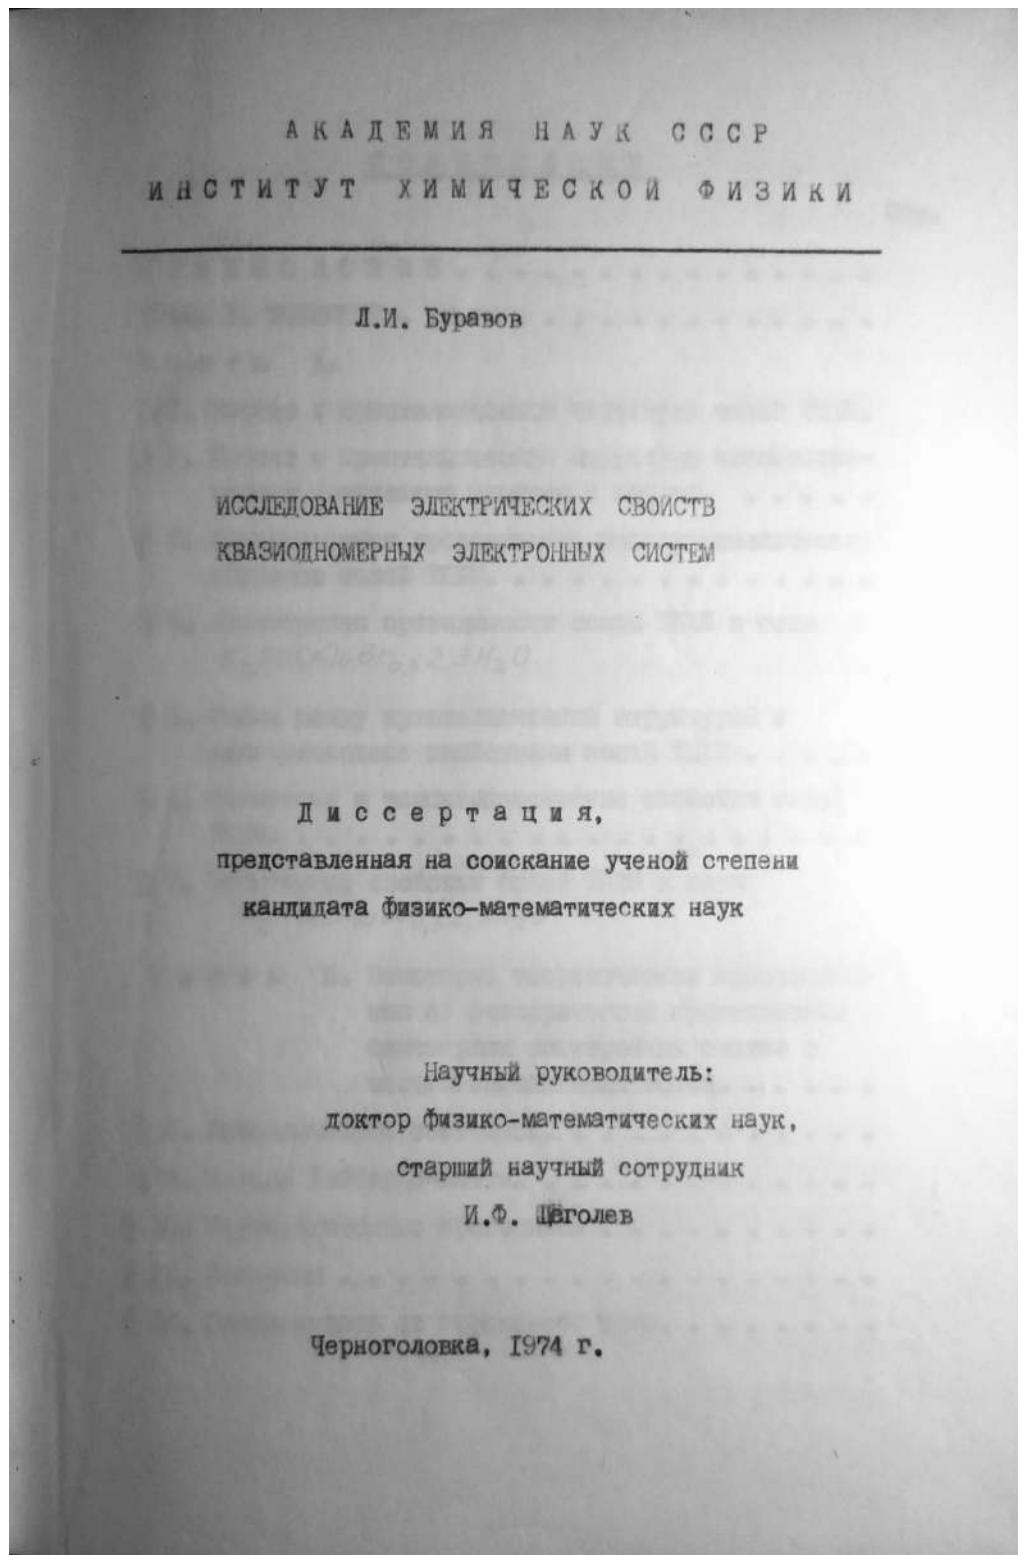 АКАДЕМИЯ НАУК СССР
ИНСТИТУТ ХИМИЧЕСКОЙ ФИЗИКИ
Л.И. Буравов
ИССЛЕДОВАНИЕ ЭЛЕКТРИЧЕСКИХ СВОЙСТВ
КВАЗИОДНОМЕРНЫХ ЭЛЕКТРОННЫХ СИСТЕМ
Диссертация,
представленная на соискание ученой степени
кандидата физико-математических наук
Научный руководитель:
доктор физико-математических наук,
старший научный сотрудник
И.Ф. Щеголев
Черноголовка, 1974 г.